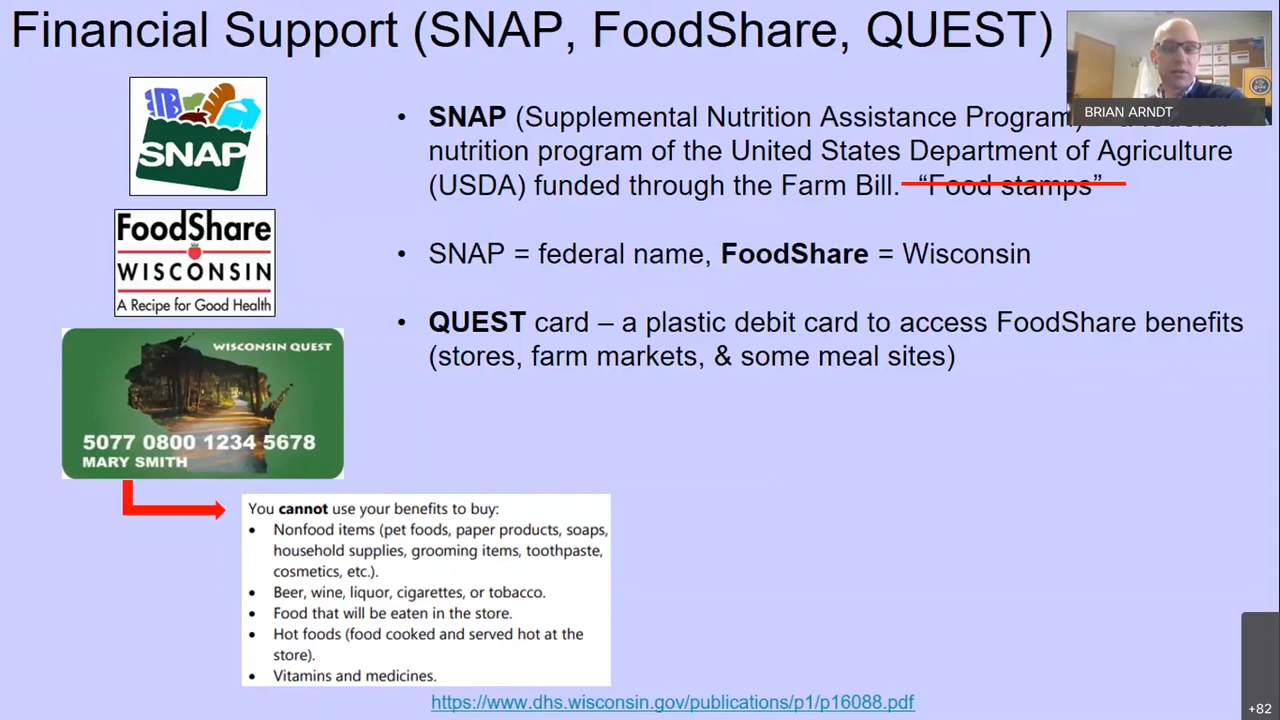 Financial Support (SNAP, FoodShare, QUEST)
BRIAN ARNDT
SNAP
FoodShare
WISCONSIN
A Recipe for Good Health
WISCONSIN QUEST
5077 0800 1234 5678
MARY SMITH
• SNAP (Supplemental Nutrition Assistance Program)
nutrition program of the United States Department of Agriculture
(USDA) funded through the Farm Bill. “Food stamps”
• SNAP = federal name, FoodShare = Wisconsin
• QUEST card – a plastic debit card to access FoodShare benefits
(stores, farm markets, & some meal sites)
You cannot use your benefits to buy:
• Nonfood items (pet foods, paper products, soaps,
household supplies, grooming items, toothpaste,
cosmetics, etc.).
• Beer, wine, liquor, cigarettes, or tobacco.
• Food that will be eaten in the store.
• Hot foods (food cooked and served hot at the
store).
• Vitamins and medicines.
https://www.dhs.wisconsin.gov/publications/p1/p16088.pdf
+82